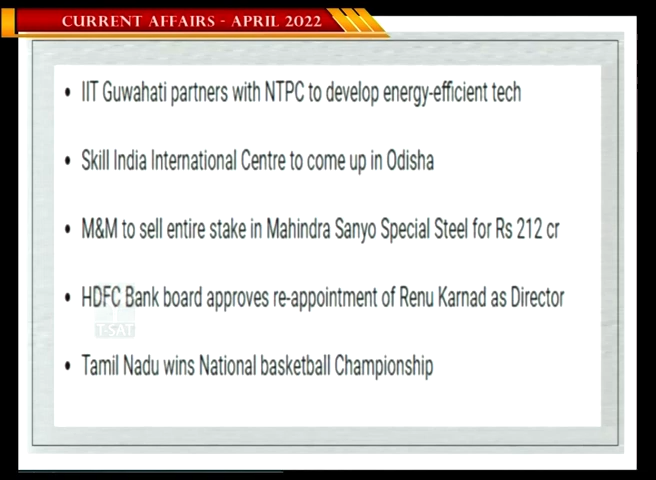 CURRENT AFFAIRS - APRIL 2022
• IIT Guwahati partners with NTPC to develop energy-efficient tech
• Skill India International Centre to come up in Odisha
• M&M to sell entire stake in Mahindra Sanyo Special Steel for Rs 212 cr
• HDFC Bank board approves re-appointment of Renu Karnad as Director
T-SAT
• Tamil Nadu wins National basketball Championship